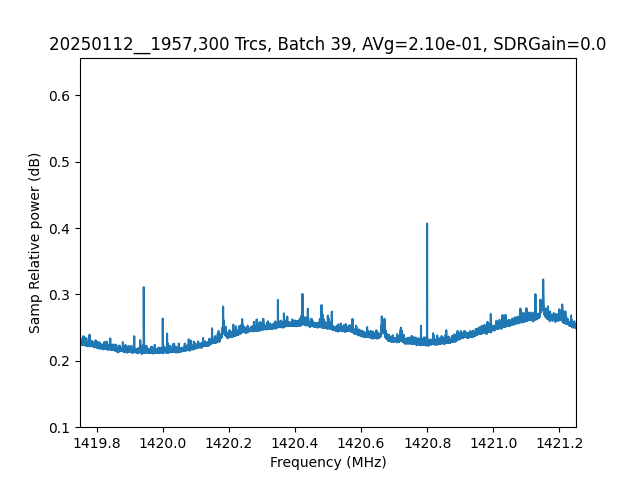 20250112__1957,300 Trcs, Batch 39, AVg=2.10e-01, SDRGain=0.0
Samp Relative power (dB)
0.6
0.5
0.4
0.3
0.2
0.1
1419.8 1420.0 1420.2 1420.4 1420.6 1420.8 1421.0 1421.2
Frequency (MHz)